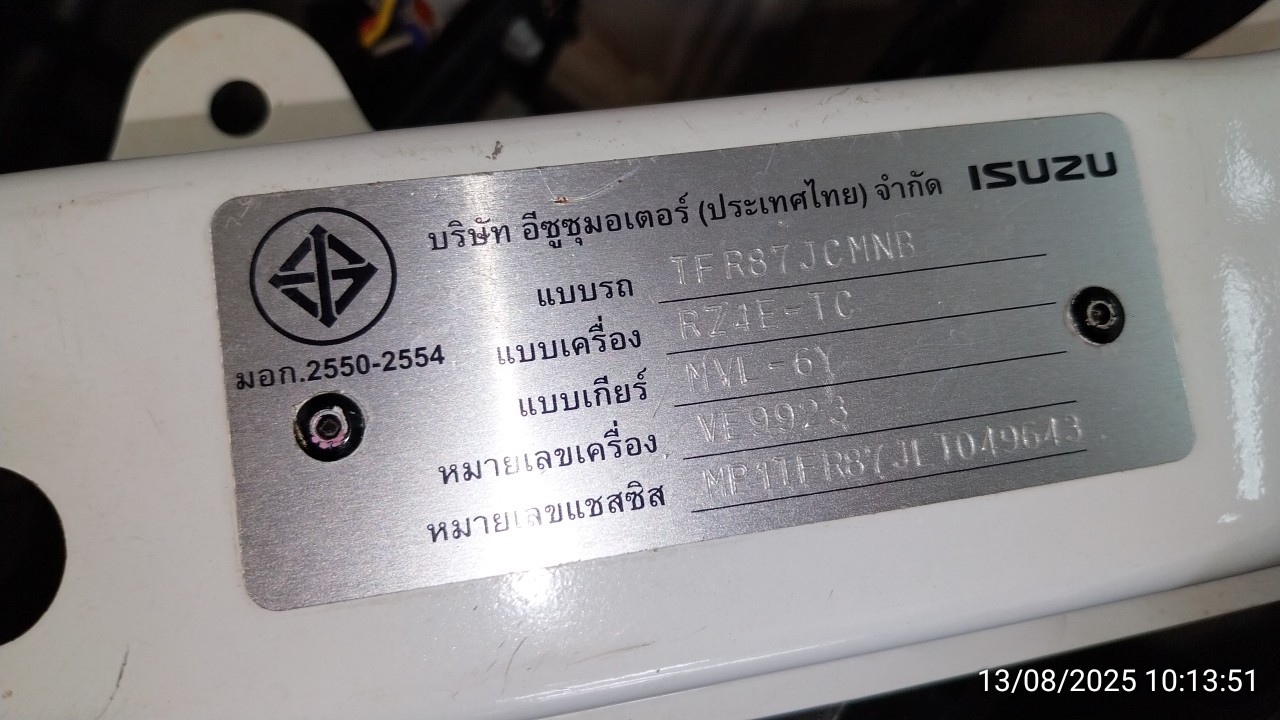 บริษัท อีซูซุมอเตอร์ (ประเทศไทย) จำกัด ISUZU
แบบรถ TFR87JCMNB
แบบเครื่อง RZ4E-TC
แบบเกียร์ MVL-6Y
มอก.2550-2554
หมายเลขเครื่อง VF9923
หมายเลขแชสซิส MP1TFR87JLT049643
13/08/2025 10:13:51